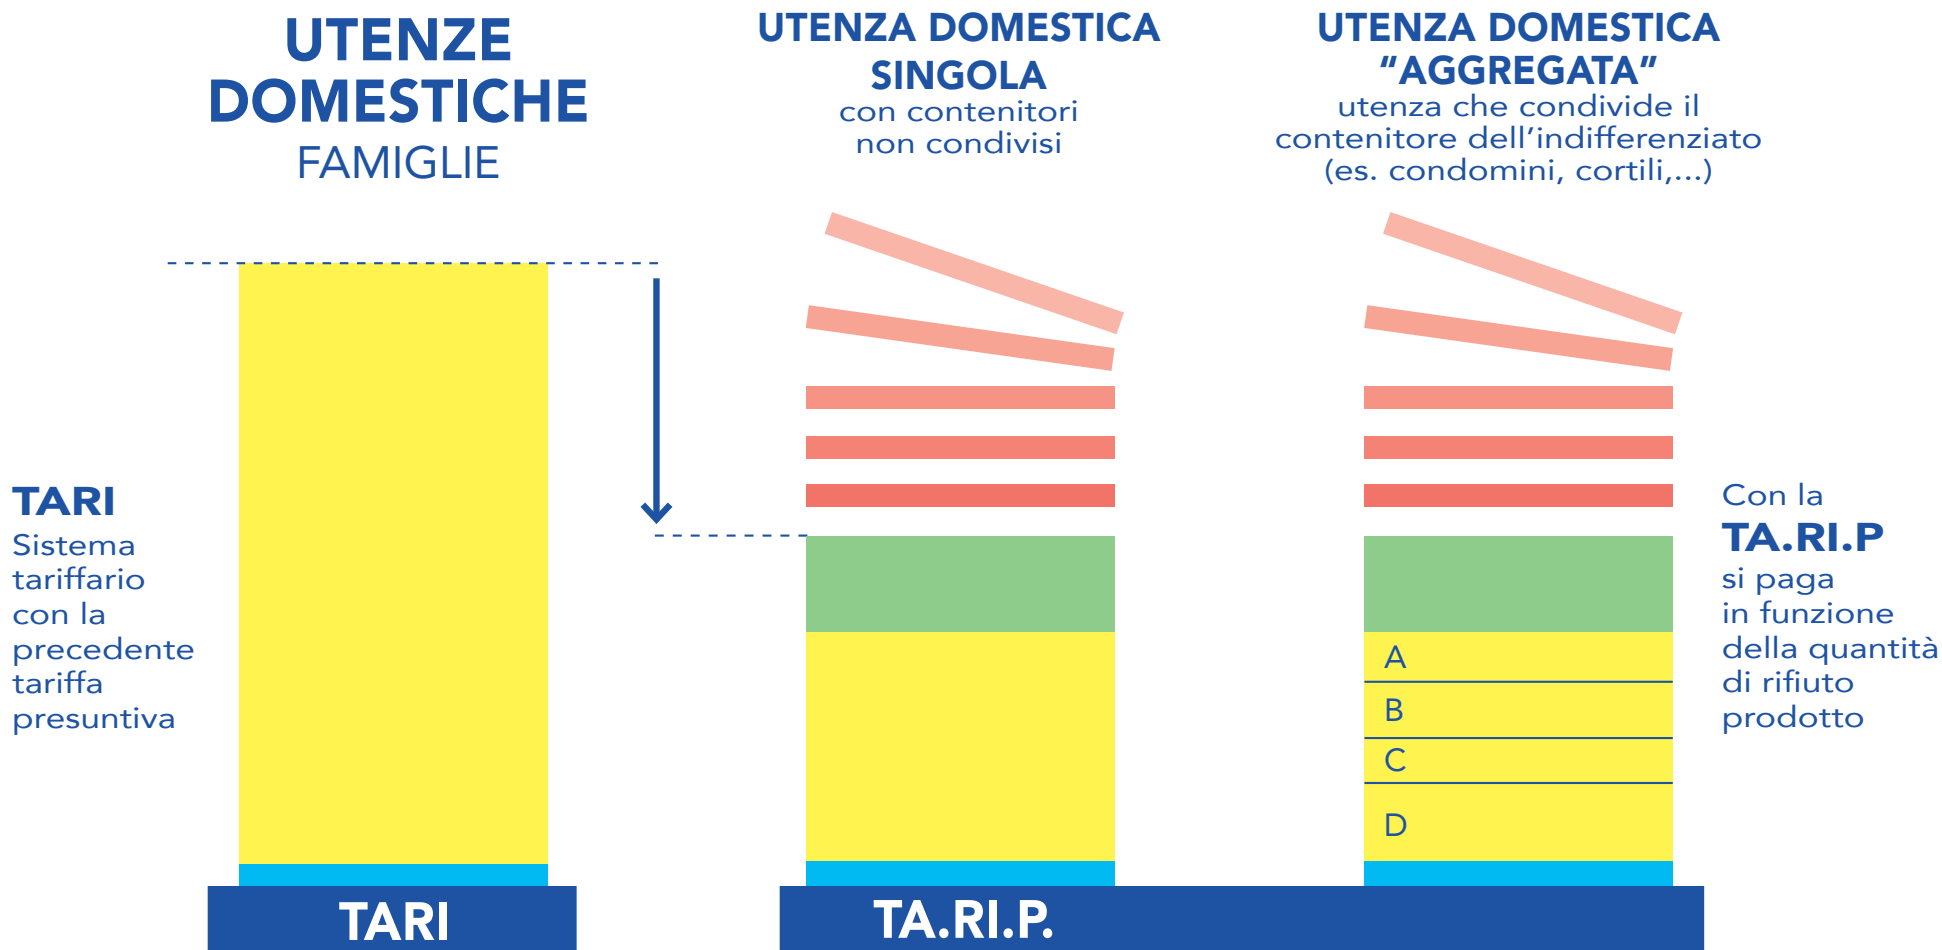 UTENZE
DOMESTICHE
FAMIGLIE
UTENZA DOMESTICA
SINGOLA
con contenitori
non condivisi
UTENZA DOMESTICA
“AGGREGATA”
utenza che condivide il
contenitore dell’indifferenziato
(es. condomini, cortili,...)
TARI
Sistema
tariffario
con la
precedente
tariffa
presuntiva
A
B
C
D
Con la
TA.RI.P
si paga
in funzione
della quantità
di rifiuto
prodotto
TARI
TA.RI.P.